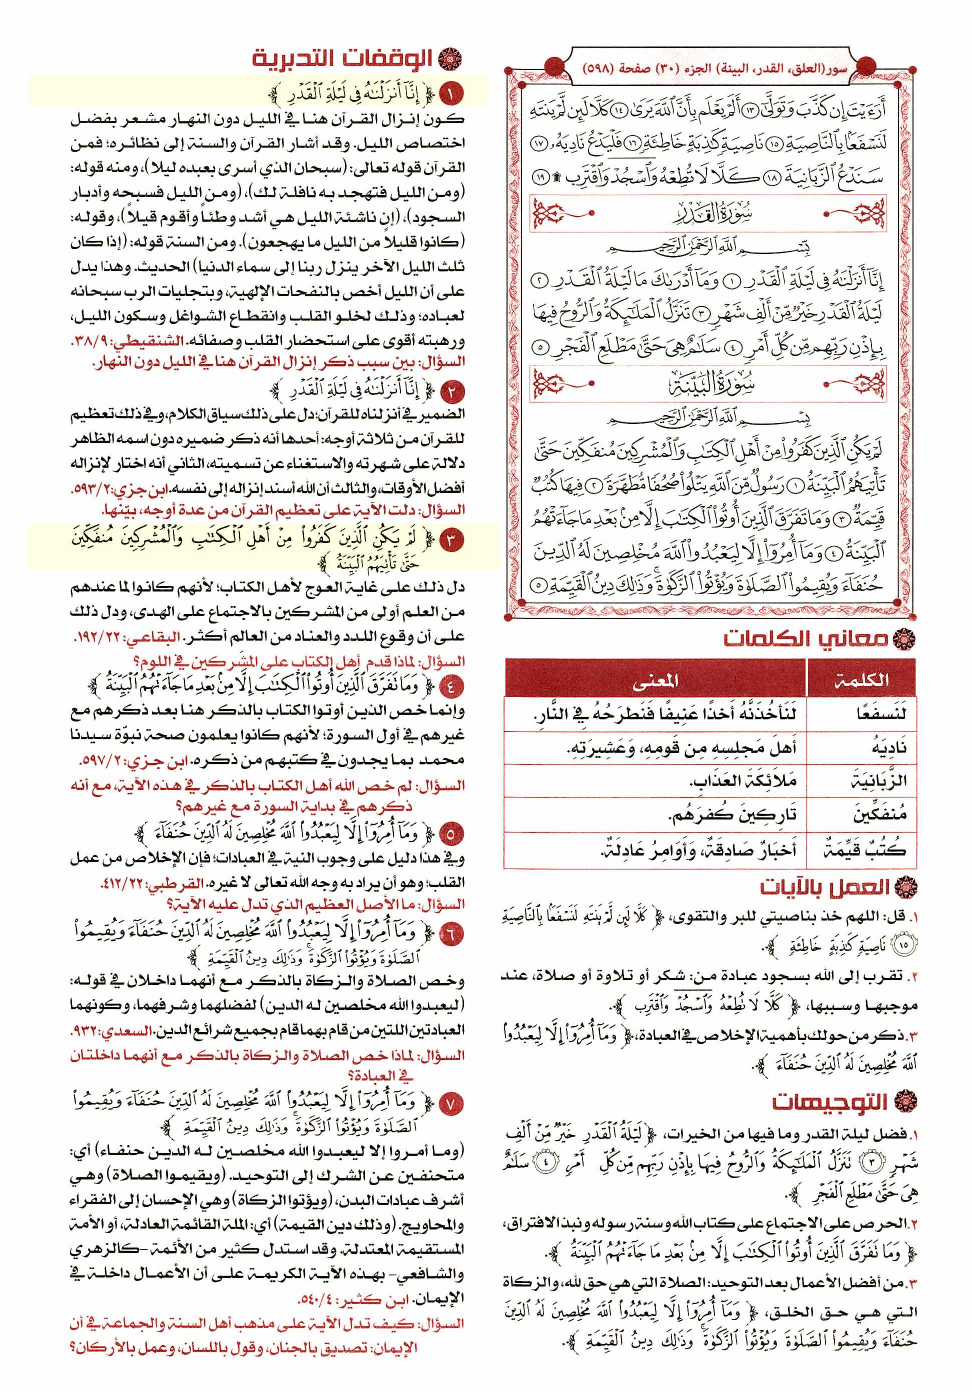 سور (العلق، القدر، البينة) الجزء (٣٠) صفحة (٥٩٨)
أَرَءَيْتَ إِن كَذَّبَ وَتَوَلَّىٰٓ ١٣ أَلَمْ يَعْلَم بِأَنَّ ٱللَّهَ يَرَىٰ ١٤ كَلَّا لَئِن لَّمْ يَنتَهِ
لَنَسْفَعًۢا بِٱلنَّاصِيَةِ ١٥ نَاصِيَةٍ كَٰذِبَةٍ خَاطِئَةٍ ١٦ فَلْيَدْعُ نَادِيَهُۥ ١٧
سَنَدْعُ ٱلزَّبَانِيَةَ ١٨ كَلَّا لَا تُطِعْهُ وَٱسْجُدْ وَٱقْتَرِب ۩ ١٩
سُورَةُ القَدْرِ
بِسْمِ ٱللَّهِ ٱلرَّحْمَٰنِ ٱلرَّحِيمِ
إِنَّآ أَنزَلْنَٰهُ فِى لَيْلَةِ ٱلْقَدْرِ ١ وَمَآ أَدْرَىٰكَ مَا لَيْلَةُ ٱلْقَدْرِ ٢
لَيْلَةُ ٱلْقَدْرِ خَيْرٌ مِّنْ أَلْفِ شَهْرٍ ٣ تَنَزَّلُ ٱلْمَلَٰٓئِكَةُ وَٱلرُّوحُ فِيهَا
بِإِذْنِ رَبِّهِم مِّن كُلِّ أَمْرٍ ٤ سَلَٰمٌ هِىَ حَتَّىٰ مَطْلَعِ ٱلْفَجْرِ ٥
سُورَةُ البَيِّنَةِ
بِسْمِ ٱللَّهِ ٱلرَّحْمَٰنِ ٱلرَّحِيمِ
لَمْ يَكُنِ ٱلَّذِينَ كَفَرُوا۟ مِنْ أَهْلِ ٱلْكِتَٰبِ وَٱلْمُشْرِكِينَ مُنفَكِّينَ حَتَّىٰ
تَأْتِيَهُمُ ٱلْبَيِّنَةُ ١ رَسُولٌ مِّنَ ٱللَّهِ يَتْلُوا۟ صُحُفًا مُّطَهَّرَةً ٢ فِيهَا كُتُبٌ
قَيِّمَةٌ ٣ وَمَا تَفَرَّقَ ٱلَّذِينَ أُوتُوا۟ ٱلْكِتَٰبَ إِلَّا مِنۢ بَعْدِ مَا جَآءَتْهُمُ
ٱلْبَيِّنَةُ ٤ وَمَآ أُمِرُوٓا۟ إِلَّا لِيَعْبُدُوا۟ ٱللَّهَ مُخْلِصِينَ لَهُ ٱلدِّينَ
حُنَفَآءَ وَيُقِيمُوا۟ ٱلصَّلَوٰةَ وَيُؤْتُوا۟ ٱلزَّكَوٰةَ ۚ وَذَٰلِكَ دِينُ ٱلْقَيِّمَةِ ٥
معاني الكلمات
الكلمة المعنى
لَنَسفَعًا لَنَأخُذَنَّهُ أَخذًا عَنِيفًا فَنَطرَحُهُ فِي النَّارِ.
نَادِيَهُ أَهلَ مَجلِسِهِ مِن قَومِهِ، وَعَشِيرَتِهِ.
الزَّبَانِيَةَ مَلَائِكَةَ العَذَابِ.
مُنفَكِّينَ تَارِكِينَ كُفرَهُم.
كُتُبٌ قَيِّمَةٌ أَخبَارٌ صَادِقَةٌ، وَأَوَامِرُ عَادِلَةٌ.
العمل بالآيات
١. قل: اللهم خذ بناصيتي للبر والتقوى، ﴿ كَلَّا لَئِن لَّمْ يَنتَهِ لَنَسْفَعًۢا بِٱلنَّاصِيَةِ
١٥ نَاصِيَةٍ كَٰذِبَةٍ خَاطِئَةٍ ﴾.
٢. تقرب إلى الله بسجود عبادة من: شكر أو تلاوة أو صلاة، عند
موجبها وسببها، ﴿ كَلَّا لَا تُطِعْهُ وَٱسْجُدْ وَٱقْتَرِب ﴾.
٣. ذكر من حولك بأهمية الإخلاص في العبادة، ﴿ وَمَآ أُمِرُوٓا۟ إِلَّا لِيَعْبُدُوا۟
ٱللَّهَ مُخْلِصِينَ لَهُ ٱلدِّينَ حُنَفَآءَ ﴾.
التوجيهات
١. فضل ليلة القدر وما فيها من الخيرات، ﴿ لَيْلَةُ ٱلْقَدْرِ خَيْرٌ مِّنْ أَلْفِ
شَهْرٍ ٣ تَنَزَّلُ ٱلْمَلَٰٓئِكَةُ وَٱلرُّوحُ فِيهَا بِإِذْنِ رَبِّهِم مِّن كُلِّ أَمْرٍ ٤ سَلَٰمٌ
هِىَ حَتَّىٰ مَطْلَعِ ٱلْفَجْرِ ﴾.
٢. الحرص على الاجتماع على كتاب الله وسنة رسوله ونبذ الافتراق،
﴿ وَمَا تَفَرَّقَ ٱلَّذِينَ أُوتُوا۟ ٱلْكِتَٰبَ إِلَّا مِنۢ بَعْدِ مَا جَآءَتْهُمُ ٱلْبَيِّنَةُ ﴾.
٣. من أفضل الأعمال بعد التوحيد: الصلاة التي هي حق لله، والزكاة
التي هي حق الخلق، ﴿ وَمَآ أُمِرُوٓا۟ إِلَّا لِيَعْبُدُوا۟ ٱللَّهَ مُخْلِصِينَ لَهُ ٱلدِّينَ
حُنَفَآءَ وَيُقِيمُوا۟ ٱلصَّلَوٰةَ وَيُؤْتُوا۟ ٱلزَّكَوٰةَ ۚ وَذَٰلِكَ دِينُ ٱلْقَيِّمَةِ ﴾.
الوقفات التدبرية
١ ﴿ إِنَّآ أَنزَلْنَٰهُ فِى لَيْلَةِ ٱلْقَدْرِ ﴾
كون إنزال القرآن هنا في الليل دون النهار مشعر بفضل
اختصاص الليل. وقد أشار القرآن والسنة إلى نظائره؛ فمن
القرآن قوله تعالى: (سبحان الذي أسرى بعبده ليلاً)، ومنه قوله:
(ومن الليل فتهجد به نافلة لك)، (ومن الليل فسبحه وأدبار
السجود)، (إن ناشئة الليل هي أشد وطئاً وأقوم قيلاً)، وقوله:
(كانوا قليلاً من الليل ما يهجعون). ومن السنة قوله: (إذا كان
ثلث الليل الآخر ينزل ربنا إلى سماء الدنيا) الحديث. وهذا يدل
على أن الليل أخص بالنفحات الإلهية، وبتجليات الرب سبحانه
لعباده؛ وذلك لخلو القلب وانقطاع الشواغل وسكون الليل،
ورهبته أقوى على استحضار القلب وصفائه. الشنقيطي: ٣٨/٩.
السؤال: بين سبب ذكر إنزال القرآن هنا في الليل دون النهار.
٢ ﴿ إِنَّآ أَنزَلْنَٰهُ فِى لَيْلَةِ ٱلْقَدْرِ ﴾
الضمير في أنزلناه للقرآن؛ دل على ذلك سياق الكلام، وفي ذلك تعظيم
للقرآن من ثلاثة أوجه: أحدها أنه ذكر ضميره دون اسمه الظاهر
دلالة على شهرته والاستغناء عن تسميته، الثاني أنه اختار لإنزاله
أفضل الأوقات، والثالث أن الله أسند إنزاله إلى نفسه. ابن جزي: ٥٩٣/٢.
السؤال: دلت الآية على تعظيم القرآن من عدة أوجه، بيّنها.
٣ ﴿ لَمْ يَكُنِ ٱلَّذِينَ كَفَرُوا۟ مِنْ أَهْلِ ٱلْكِتَٰبِ وَٱلْمُشْرِكِينَ مُنفَكِّينَ
حَتَّىٰ تَأْتِيَهُمُ ٱلْبَيِّنَةُ ﴾
دل ذلك على غاية العوج لأهل الكتاب؛ لأنهم كانوا لما عندهم
من العلم أولى من المشركين بالاجتماع على الهدى، ودل ذلك
على أن وقوع اللدد والعناد من العالم أكثر. البقاعي: ١٩٢/٢٢.
السؤال: لماذا قدم أهل الكتاب على المشركين في اللوم؟
٤ ﴿ وَمَا تَفَرَّقَ ٱلَّذِينَ أُوتُوا۟ ٱلْكِتَٰبَ إِلَّا مِنۢ بَعْدِ مَا جَآءَتْهُمُ ٱلْبَيِّنَةُ ﴾
وإنما خص الذين أوتوا الكتاب بالذكر هنا بعد ذكرهم مع
غيرهم في أول السورة؛ لأنهم كانوا يعلمون صحة نبوّة سيدنا
محمد بما يجدون في كتبهم من ذكره. ابن جزي: ٥٩٧/٢.
السؤال: لم خص الله أهل الكتاب بالذكر في هذه الآية، مع أنه
ذكرهم في بداية السورة مع غيرهم؟
٥ ﴿ وَمَآ أُمِرُوٓا۟ إِلَّا لِيَعْبُدُوا۟ ٱللَّهَ مُخْلِصِينَ لَهُ ٱلدِّينَ حُنَفَآءَ ﴾
وفي هذا دليل على وجوب النية في العبادات؛ فإن الإخلاص من عمل
القلب؛ وهو أن يراد به وجه الله تعالى لا غيره. القرطبي: ٤١٢/٢٢.
السؤال: ما الأصل العظيم الذي تدل عليه الآية؟
٦ ﴿ وَمَآ أُمِرُوٓا۟ إِلَّا لِيَعْبُدُوا۟ ٱللَّهَ مُخْلِصِينَ لَهُ ٱلدِّينَ حُنَفَآءَ وَيُقِيمُوا۟
ٱلصَّلَوٰةَ وَيُؤْتُوا۟ ٱلزَّكَوٰةَ ۚ وَذَٰلِكَ دِينُ ٱلْقَيِّمَةِ ﴾
وخص الصلاة والزكاة بالذكر مع أنهما داخلان في قوله:
(ليعبدوا الله مخلصين له الدين) لفضلهما وشرفهما، وكونهما
العبادتين اللتين من قام بهما قام بجميع شرائع الدين. السعدي: ٩٣٢.
السؤال: لماذا خص الصلاة والزكاة بالذكر مع أنهما داخلتان
في العبادة؟
٧ ﴿ وَمَآ أُمِرُوٓا۟ إِلَّا لِيَعْبُدُوا۟ ٱللَّهَ مُخْلِصِينَ لَهُ ٱلدِّينَ حُنَفَآءَ وَيُقِيمُوا۟
ٱلصَّلَوٰةَ وَيُؤْتُوا۟ ٱلزَّكَوٰةَ ۚ وَذَٰلِكَ دِينُ ٱلْقَيِّمَةِ ﴾
(وما أمروا إلا ليعبدوا الله مخلصين له الدين حنفاء) أي:
متحنفين عن الشرك إلى التوحيد. (ويقيموا الصلاة) وهي
أشرف عبادات البدن، (ويؤتوا الزكاة) وهي الإحسان إلى الفقراء
والمحاويج. (وذلك دين القيمة) أي: الملة القائمة العادلة، أو الأمة
المستقيمة المعتدلة. وقد استدل كثير من الأئمة -كالزهري
والشافعي- بهذه الآية الكريمة على أن الأعمال داخلة في
الإيمان. ابن كثير: ٥٤٠/٤.
السؤال: كيف تدل الآية على مذهب أهل السنة والجماعة في أن
الإيمان: تصديق بالجنان، وقول باللسان، وعمل بالأركان؟